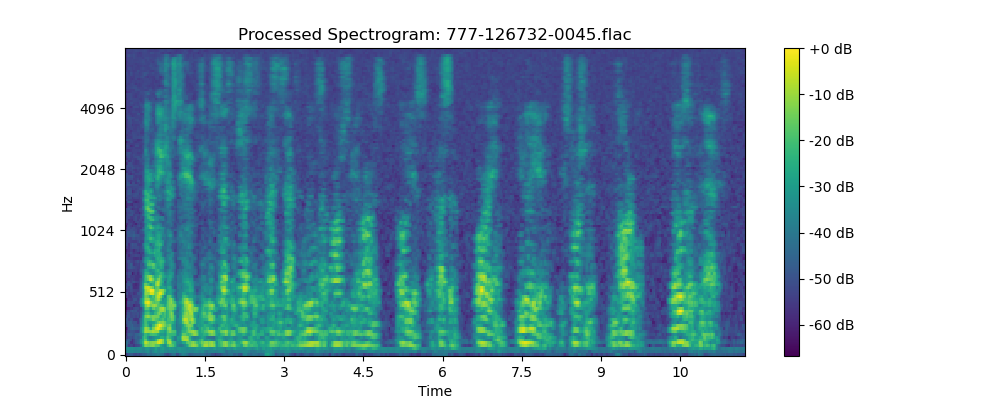 Processed Spectrogram: 777-126732-0045.flac
+0 dB
4096
-10 dB
-20 dB
2048
-30 dB
Hz
1024
-40 dB
512
-50 dB
-60 dB
0
0 1.5 3 4.5 6 7.5 9 10
Time